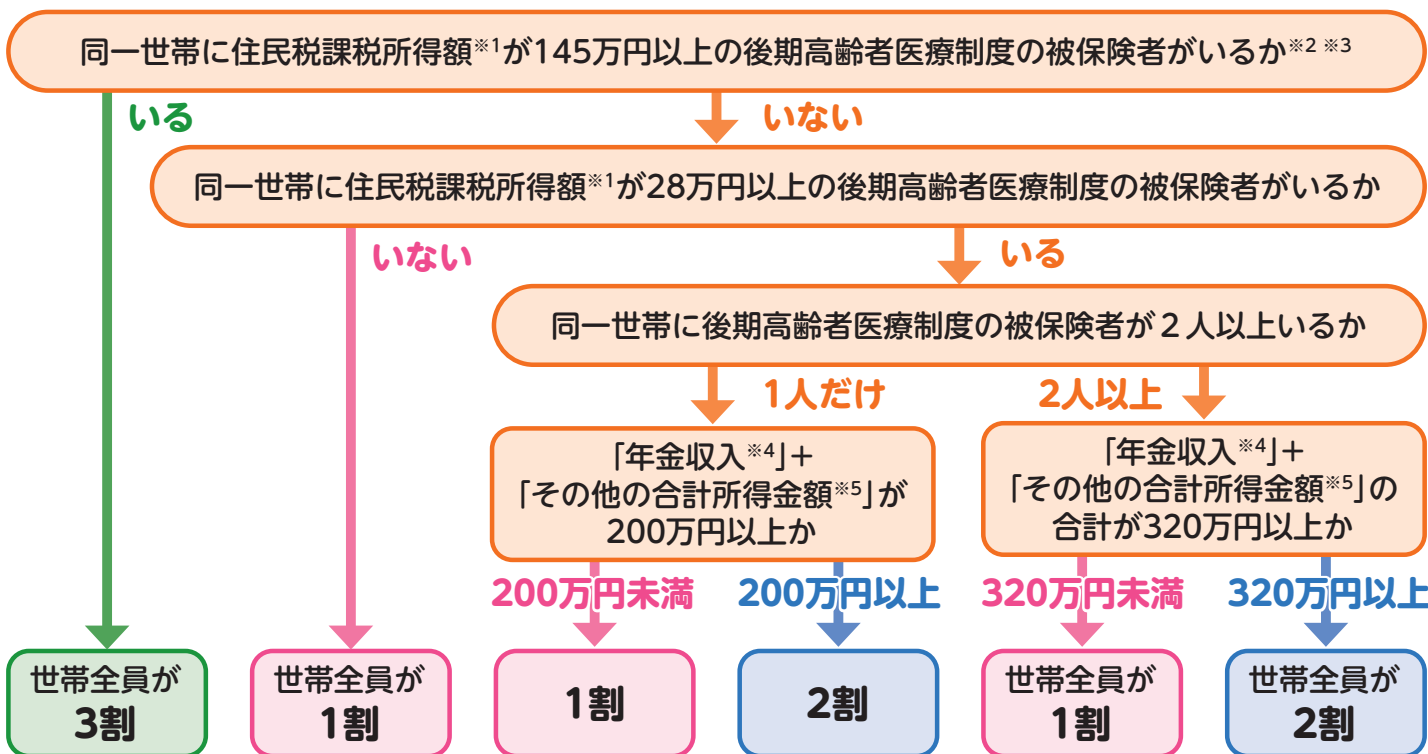 同一世帯に住民税課税所得額※1が145万円以上の後期高齢者医療制度の被保険者がいるか※2 ※3
いる
いない
同一世帯に住民税課税所得額※1が28万円以上の後期高齢者医療制度の被保険者がいるか
いない
いる
同一世帯に後期高齢者医療制度の被保険者が２人以上いるか
1人だけ
2人以上
「年金収入※4」＋
「その他の合計所得金額※5」が
200万円以上か
「年金収入※4」＋
「その他の合計所得金額※5」の
合計が320万円以上か
200万円未満
200万円以上
320万円未満
320万円以上
世帯全員が
3割
世帯全員が
1割
1割
2割
世帯全員が
1割
世帯全員が
2割